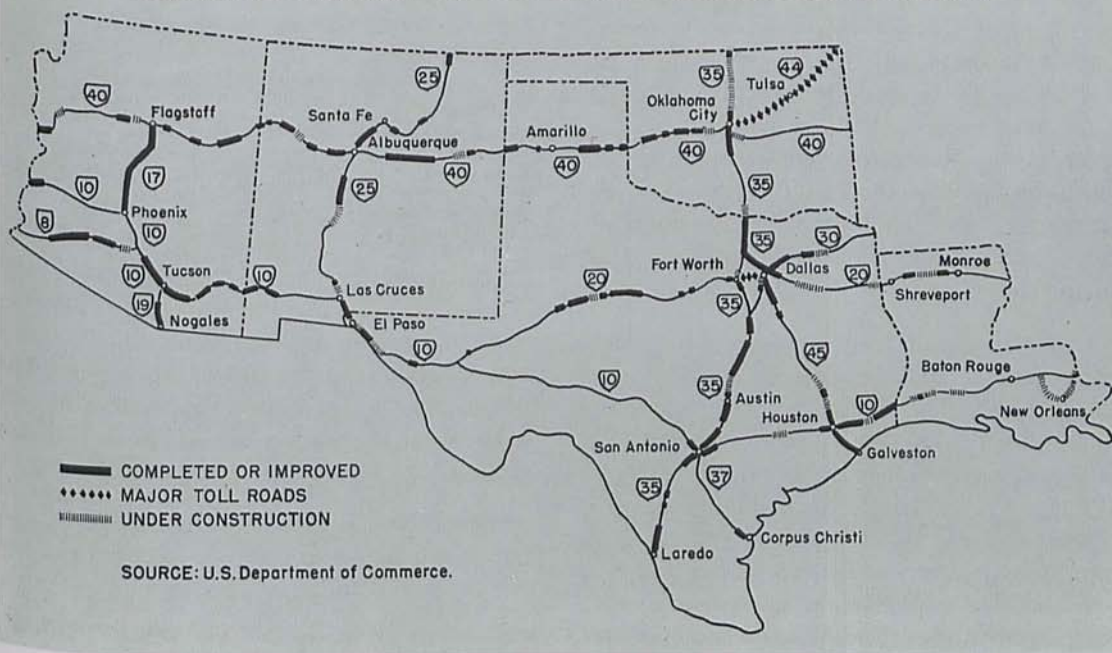 35
44
Tulsa
25
40
Flagstaff
Santa Fe
Oklahoma
City
Amarillo
Albuquerque
40
40
40
40
17
25
35
10
8
Phoenix
10
35
30
Tucson
10
10
20
Fort Worth
Dallas
20
Monroe
Las Cruces
Shreveport
19
Nogales
35
El Paso
10
45
10
35
Baton Rouge
Austin
Houston
10
New Orleans
San Antonio
Galveston
COMPLETED OR IMPROVED
37
MAJOR TOLL ROADS
35
UNDER CONSTRUCTION
Corpus Christi
Laredo
SOURCE: U.S. Department of Commerce.